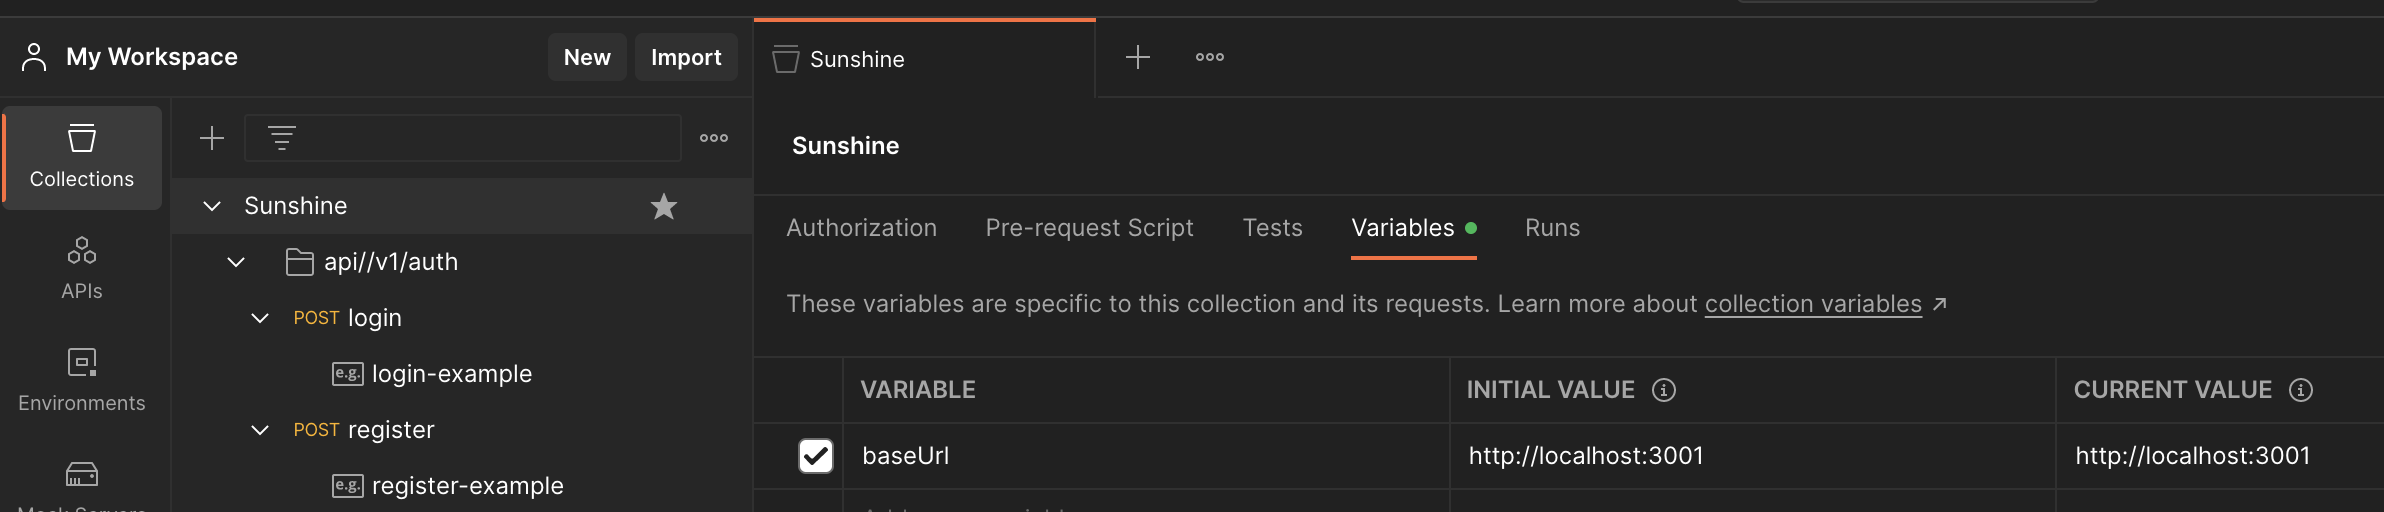 My Workspace
New
Import
Sunshine
Collections
Sunshine
Sunshine
api//v1/auth
Authorization
Pre-request Script
Tests
Variables
Runs
APIs
POST login
These variables are specific to this collection and its requests. Learn more about collection variables
e.g. login-example
Environments
VARIABLE
INITIAL VALUE
CURRENT VALUE
POST register
baseUrl
http://localhost:3001
http://localhost:3001
e.g. register-example